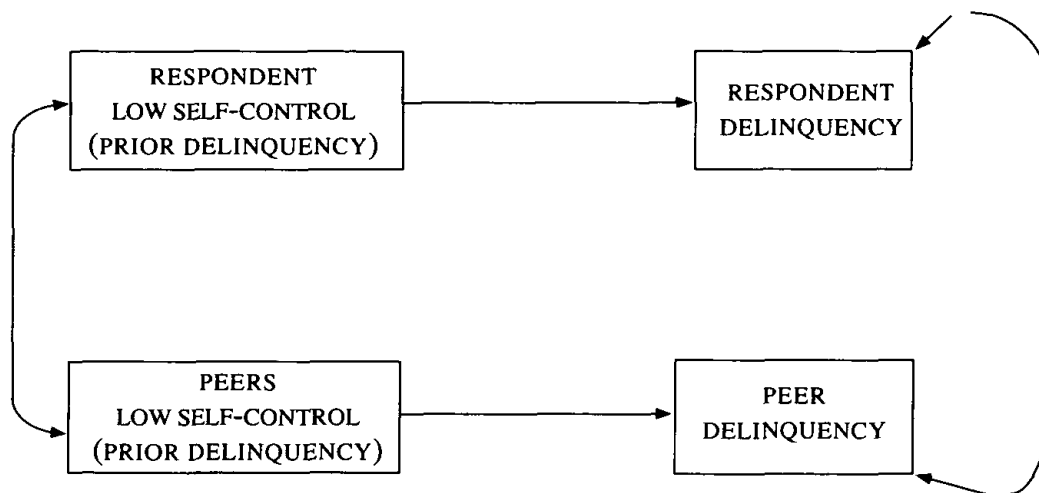 RESPONDENT
LOW SELF-CONTROL
(PRIOR DELINQUENCY)
RESPONDENT
DELINQUENCY
PEERS
LOW SELF-CONTROL
(PRIOR DELINQUENCY)
PEER
DELINQUENCY